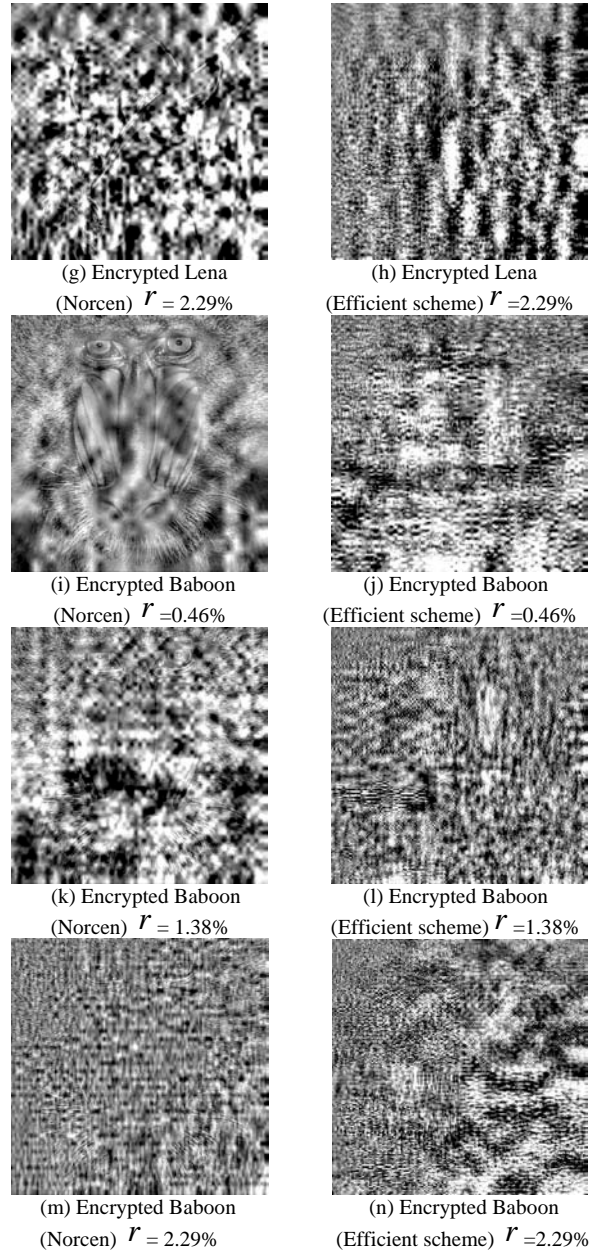 (g) Encrypted Lena
(Norcen) r = 2.29%
(h) Encrypted Lena
(Efficient scheme) r =2.29%
(i) Encrypted Baboon
(Norcen) r =0.46%
(j) Encrypted Baboon
(Efficient scheme) r =0.46%
(k) Encrypted Baboon
(Norcen) r = 1.38%
(l) Encrypted Baboon
(Efficient scheme) r =1.38%
(m) Encrypted Baboon
(Norcen) r = 2.29%
(n) Encrypted Baboon
(Efficient scheme) r =2.29%